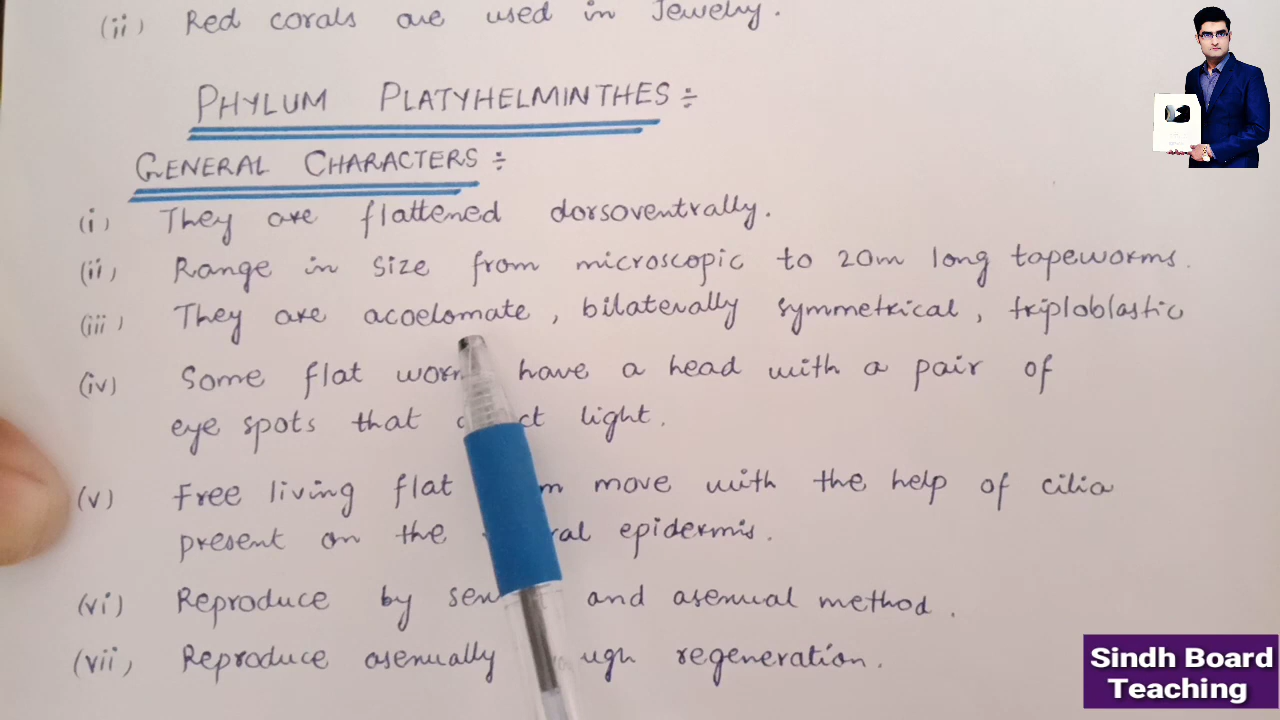 (ii) Red corals are used in Jewelry.
PHYLUM PLATYHELMINTHES ÷
GENERAL CHARACTERS ÷
(i) They are flattened dorsoventrally.
(ii) Range in size from microscopic to 20m long tapeworms.
(iii) They are acoelomate, bilaterally symmetrical, triploblastic
(iv) Some flat have a head with a pair of
eye spots that light.
(v) Free living flat move with the help of cilia
present on the epidermis.
(vi) Reproduce by and asexual method.
(vii) Reproduce asexually regeneration.
Sindh Board
Teaching